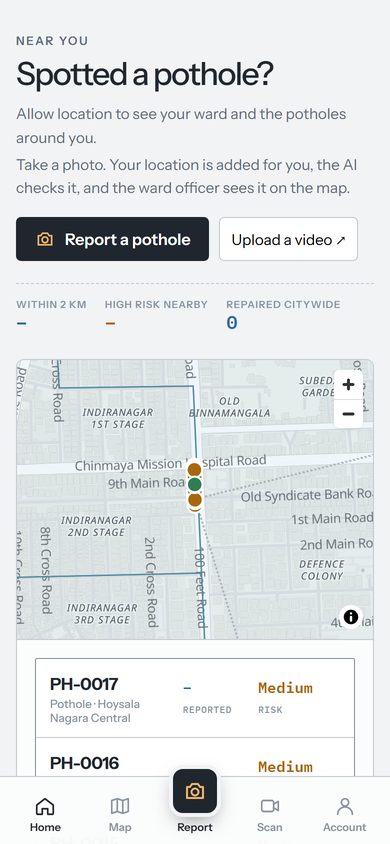 NEAR YOU
Spotted a pothole?
Allow location to see your ward and the potholes
around you.
Take a photo. Your location is added for you, the AI
checks it, and the ward officer sees it on the map.
Report a pothole
Upload a video ↗
WITHIN 2 KM
HIGH RISK NEARBY
REPAIRED CITYWIDE
–
–
0
Cross Road
INDIRANAGAR
1ST STAGE
OLD
BINNAMANGALA
+
−
Chinmaya Mission
spital Road
9th Main Roa
Old Syndicate Bank Ro
INDIRANAGAR
2ND STAGE
8th Cross Road
2nd Cross Road
100 Feet Road
1st Main Road
2nd Main Ro
DEFENCE
COLONY
INDIRANAGAR
3RD STAGE
PH-0017
Pothole · Hoysala
Nagara Central
–
REPORTED
Medium
RISK
PH-0016
Medium
Home
Map
Report
Scan
Account